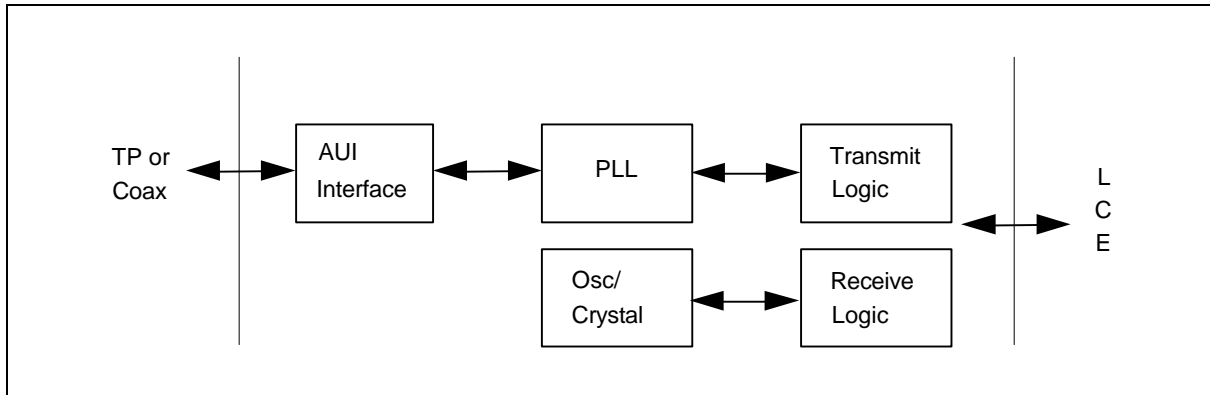 TP or
Coax
AUI
Interface
PLL
Transmit
Logic
Osc/
Crystal
Receive
Logic
L
C
E